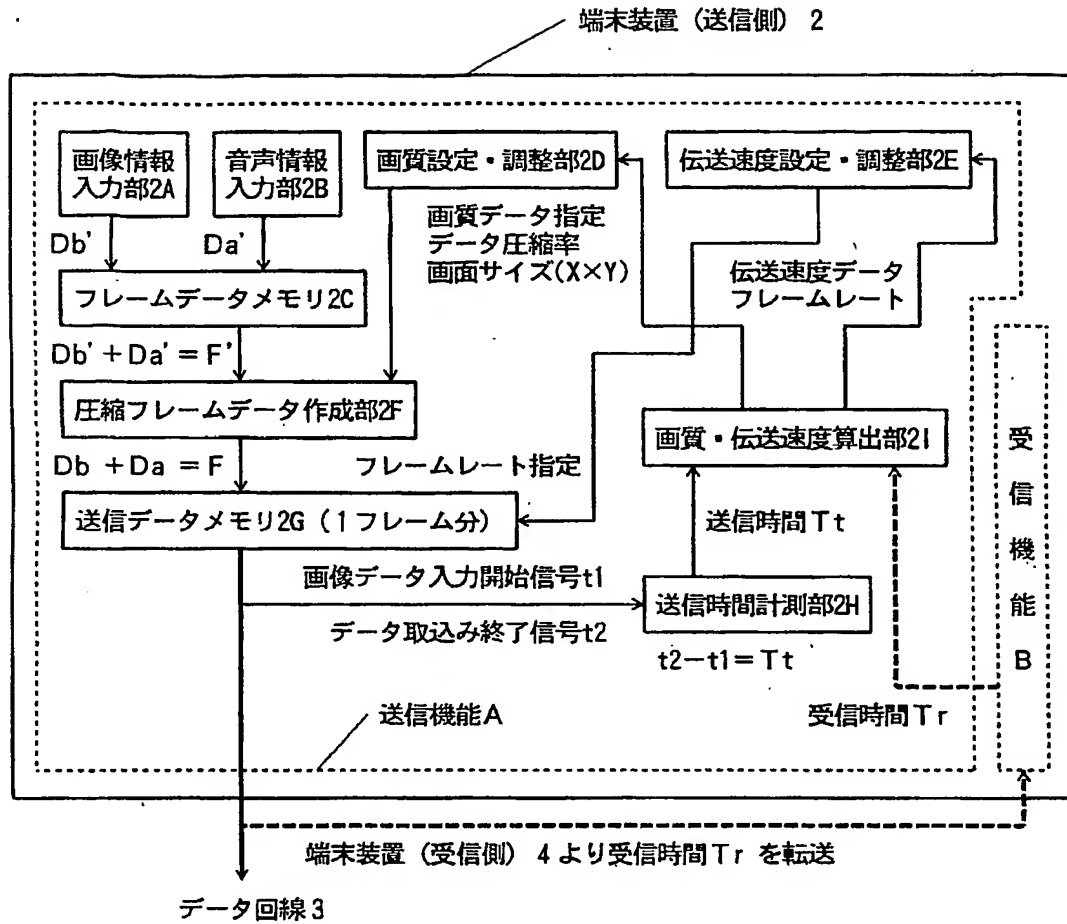 端末装置（送信側） 2
画像情報
入力部2A
音声情報
入力部2B
画質設定・調整部2D
伝送速度設定・調整部2E
Db'
Da'
画質データ指定
データ圧縮率
画面サイズ(X×Y)
伝送速度データ
フレームレート
フレームデータメモリ2C
Db'+Da'=F'
圧縮フレームデータ作成部2F
画質・伝送速度算出部2I
Db +Da =F
フレームレート指定
送信データメモリ2G（1フレーム分）
送信時間Tt
画像データ入力開始信号t1
送信時間計測部2H
データ取込み終了信号t2
t2−t1=Tt
受信機能B
送信機能A
受信時間Tr
端末装置（受信側） 4より受信時間Trを転送
データ回線3